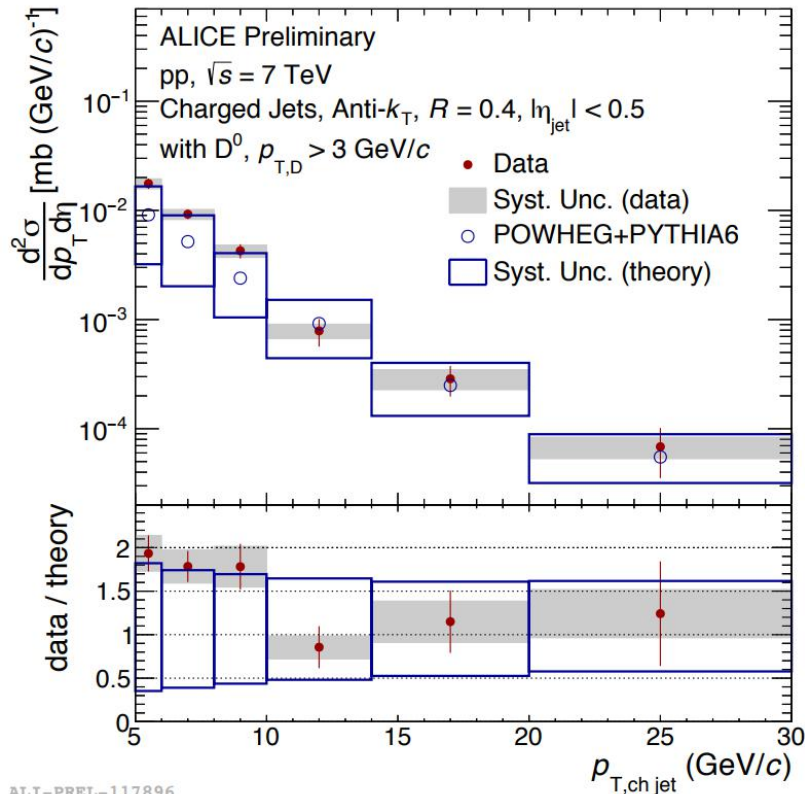 ALICE Preliminary
pp, √s = 7 TeV
Charged Jets, Anti-kT, R = 0.4, |ηjet| < 0.5
with D⁰, pT,D > 3 GeV/c
Data
Syst. Unc. (data)
POWHEG+PYTHIA6
Syst. Unc. (theory)
d²σ/dpTdη [mb (GeV/c)⁻¹]
10⁻¹
10⁻²
10⁻³
10⁻⁴
data / theory
2
1.5
1
0.5
0
5 10 15 20 25 30
pT,ch jet (GeV/c)
ALI-PREL-117896